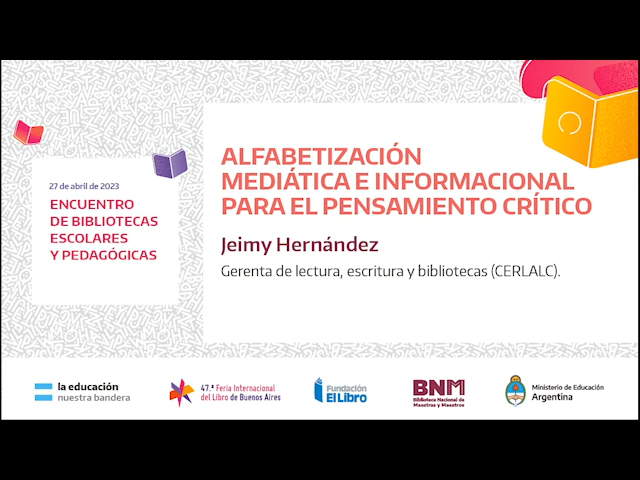 27 de abril de 2023
ENCUENTRO
DE BIBLIOTECAS
ESCOLARES
Y PEDAGÓGICAS
ALFABETIZACIÓN
MEDIÁTICA E INFORMACIONAL
PARA EL PENSAMIENTO CRÍTICO
Jeimy Hernández
Gerenta de lectura, escritura y bibliotecas (CERLALC).
la educación
nuestra bandera
47.ª Feria Internacional
del Libro de Buenos Aires
Fundación
El Libro
BNM
Biblioteca Nacional de
Maestras y Maestros
Ministerio de Educación
Argentina